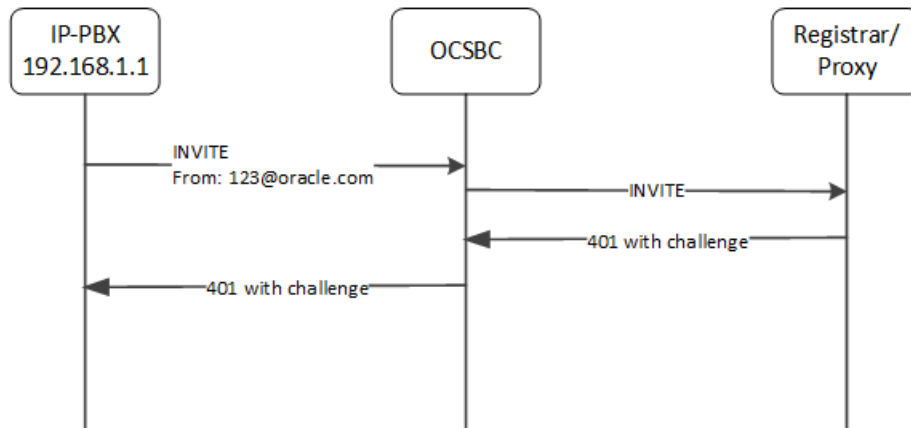 IP-PBX
192.168.1.1
OCSBC
Registrar/
Proxy
INVITE
From: 123@oracle.com
INVITE
401 with challenge
401 with challenge